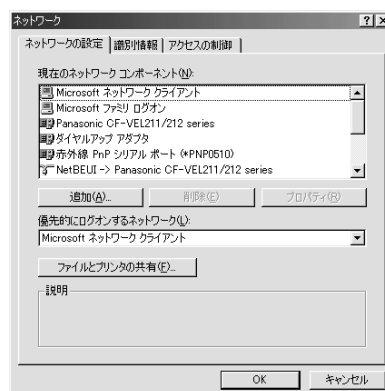 ネットワーク
ネットワークの設定 識別情報 アクセスの制御
現在のネットワーク コンポーネント(N):
Microsoft ネットワーク クライアント
Microsoft ファミリ ログオン
Panasonic CF-VEL211/212 series
ダイヤルアップ アダプタ
赤外線 PnP シリアル ポート (*PNP0510)
NetBEUI -> Panasonic CF-VEL211/212 series
追加(A)... 削除(E) プロパティ(R)
優先的にログオンするネットワーク(L):
Microsoft ネットワーク クライアント
ファイルとプリンタの共有(F)...
説明
OK キャンセル